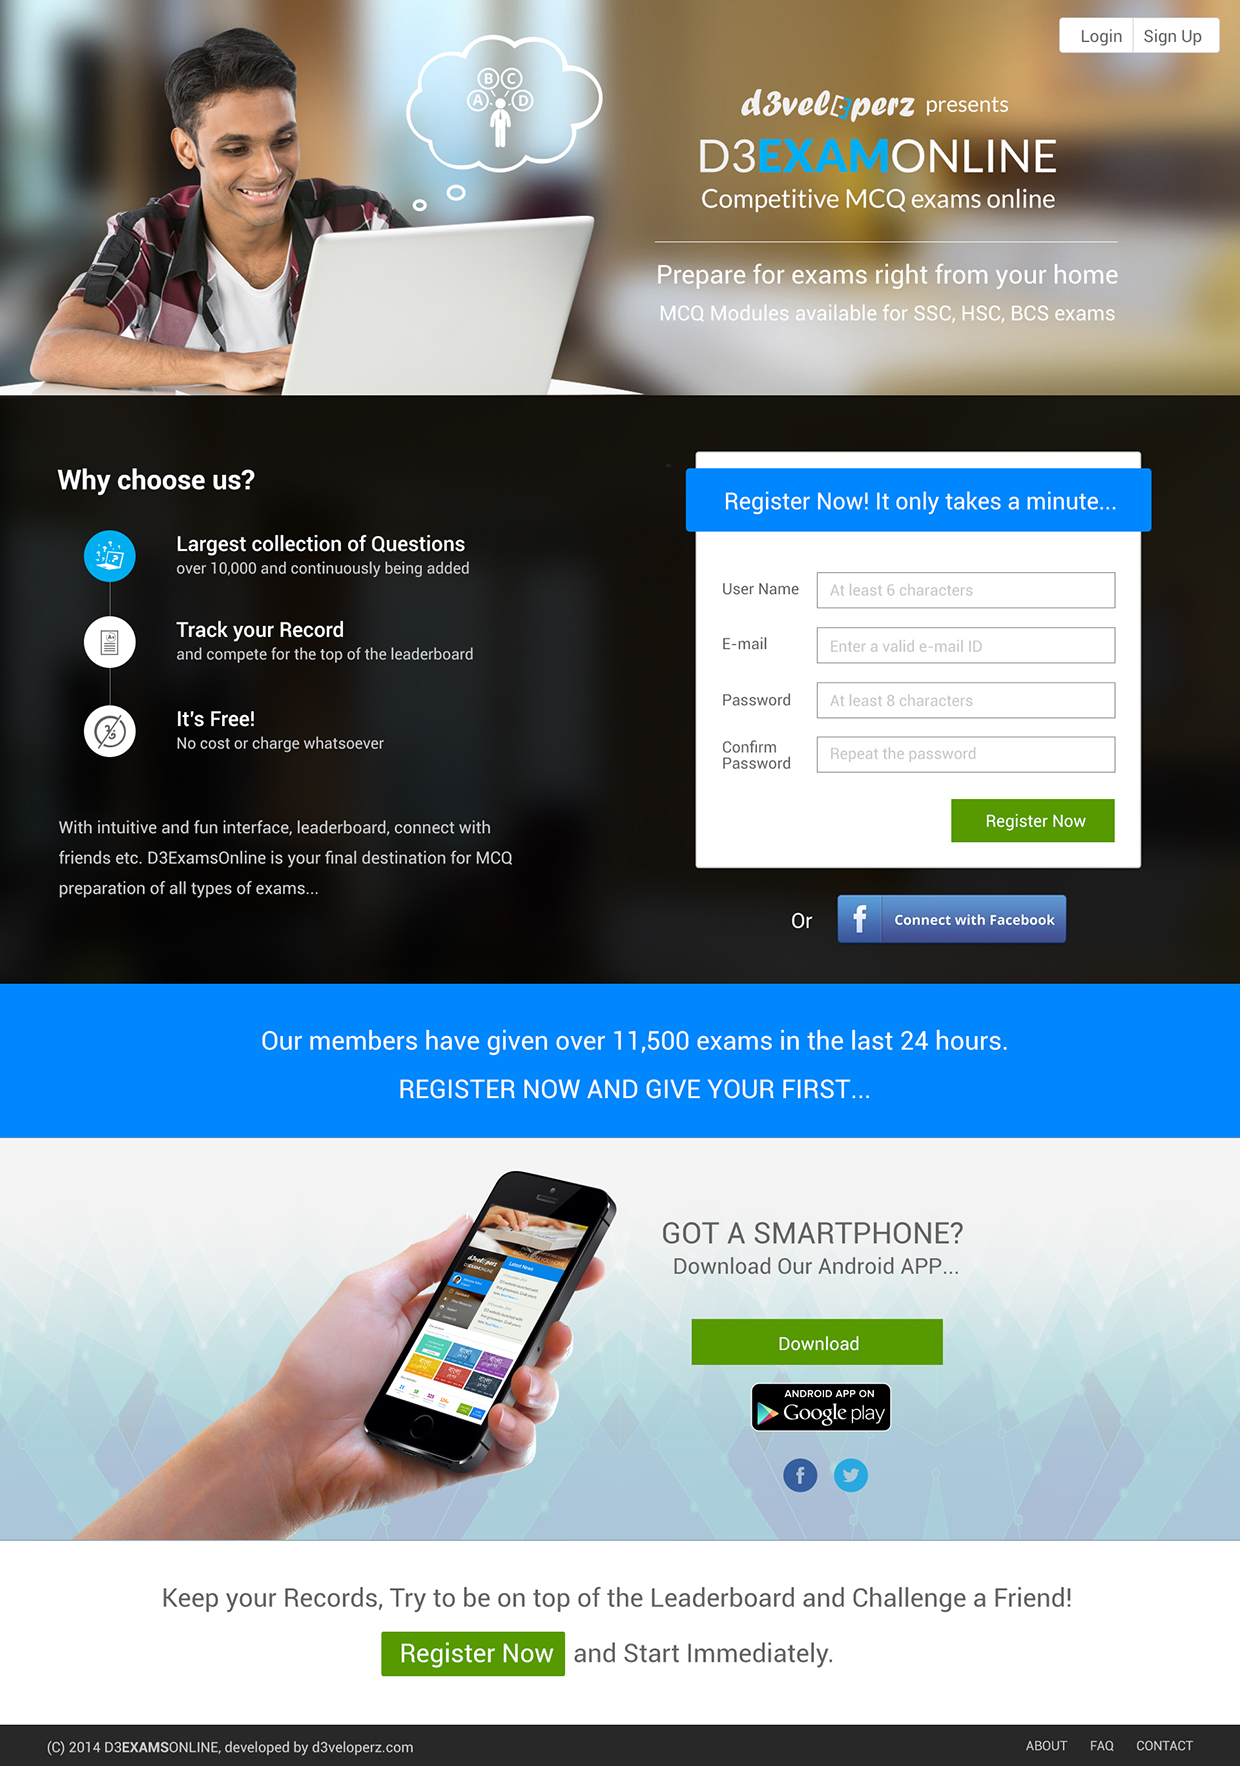 Login Sign Up
B C
A D
d3veloperz presents
D3EXAMONLINE
Competitive MCQ exams online
Prepare for exams right from your home
MCQ Modules available for SSC, HSC, BCS exams
Why choose us?
Largest collection of Questions
over 10,000 and continuously being added
Track your Record
and compete for the top of the leaderboard
It's Free!
No cost or charge whatsoever
With intuitive and fun interface, leaderboard, connect with
friends etc. D3ExamsOnline is your final destination for MCQ
preparation of all types of exams...
Register Now! It only takes a minute...
User Name At least 6 characters
E-mail Enter a valid e-mail ID
Password At least 8 characters
Confirm
Password Repeat the password
Register Now
Or Connect with Facebook
Our members have given over 11,500 exams in the last 24 hours.
REGISTER NOW AND GIVE YOUR FIRST...
d3veloperz
D3EXAMONLINE
Latest News
GOT A SMARTPHONE?
Download Our Android APP...
Download
ANDROID APP ON
Google play
Keep your Records, Try to be on top of the Leaderboard and Challenge a Friend!
Register Now and Start Immediately.
(C) 2014 D3EXAMSONLINE, developed by d3veloperz.com
ABOUT FAQ CONTACT